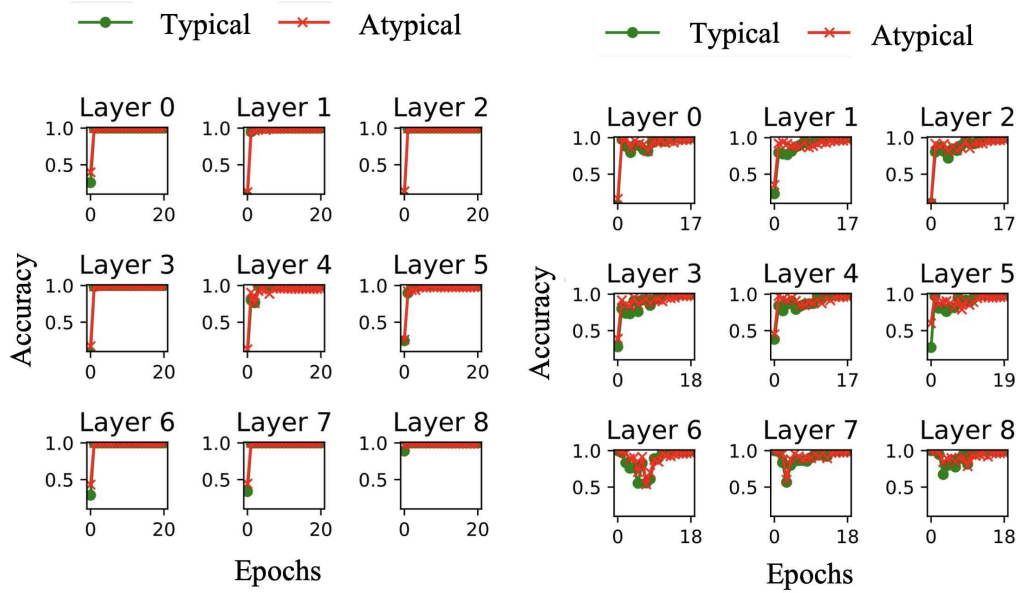 Typical Atypical
Layer 0 Layer 1 Layer 2
1.0 1.0 1.0
0.5 0.5 0.5
0 20 0 20 0 20
Layer 3 Layer 4 Layer 5
1.0 1.0 1.0
0.5 0.5 0.5
0 20 0 20 0 20
Layer 6 Layer 7 Layer 8
1.0 1.0 1.0
0.5 0.5 0.5
0 20 0 20 0 20
Accuracy
Epochs
Typical Atypical
Layer 0 Layer 1 Layer 2
1.0 1.0 1.0
0.5 0.5 0.5
0 17 0 17 0 17
Layer 3 Layer 4 Layer 5
1.0 1.0 1.0
0.5 0.5 0.5
0 18 0 17 0 19
Layer 6 Layer 7 Layer 8
1.0 1.0 1.0
0.5 0.5 0.5
0 18 0 18 0 18
Accuracy
Epochs